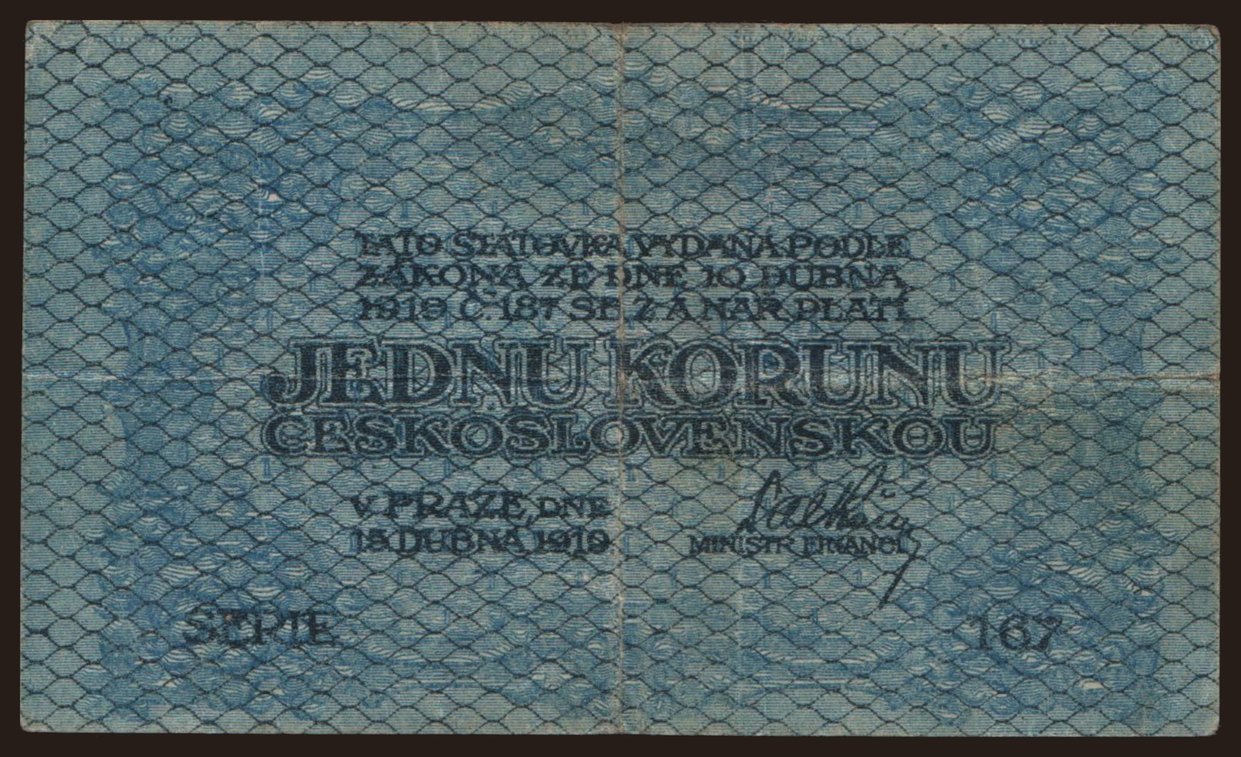 TATO STÁTOVKA VYDANÁ PODLE
ZÁKONA ZE DNE 10. DUBNA
1919 Č. 187 SB. Z. A NAŘ. PLATÍ
JEDNU KORUNU
ČESKOSLOVENSKOU
V PRAZE, DNE
15. DUBNA 1919
MINISTR FINANCÍ
SERIE 167